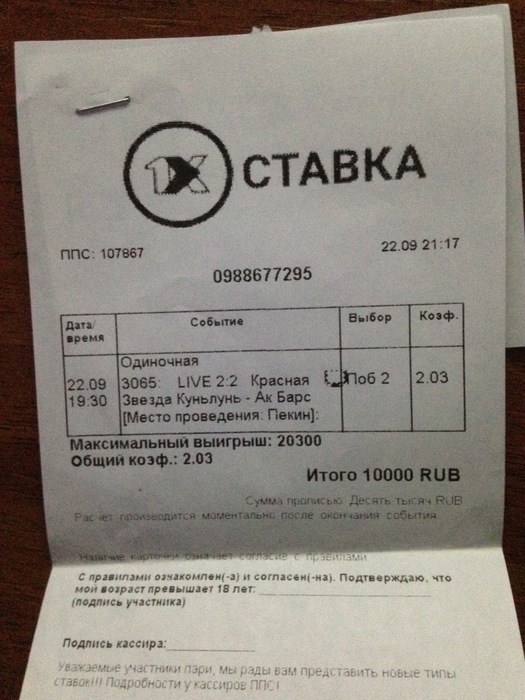 1X СТАВКА
ППС: 107867 22.09 21:17
0988677295
Дата/ время Событие Выбор Коэф.
Одиночная
22.09 3065: LIVE 2:2 Красная Поб 2 2.03
19:30 Звезда Куньлунь - Ак Барс
[Место проведения: Пекин]:
Максимальный выигрыш: 20300
Общий коэф.: 2.03
Итого 10000 RUB
Сумма прописью: Десять тысяч RUB
Расчет производится моментально после окончания события.
Наличие карточки означает согласие с правилами
С правилами ознакомлен(-а) и согласен(-на). Подтверждаю, что
мой возраст превышает 18 лет:
(подпись участника)
Подпись кассира:
Уважаемые участники пари, мы рады вам представить новые типы
ставок!!! Подробности у кассиров ППС!